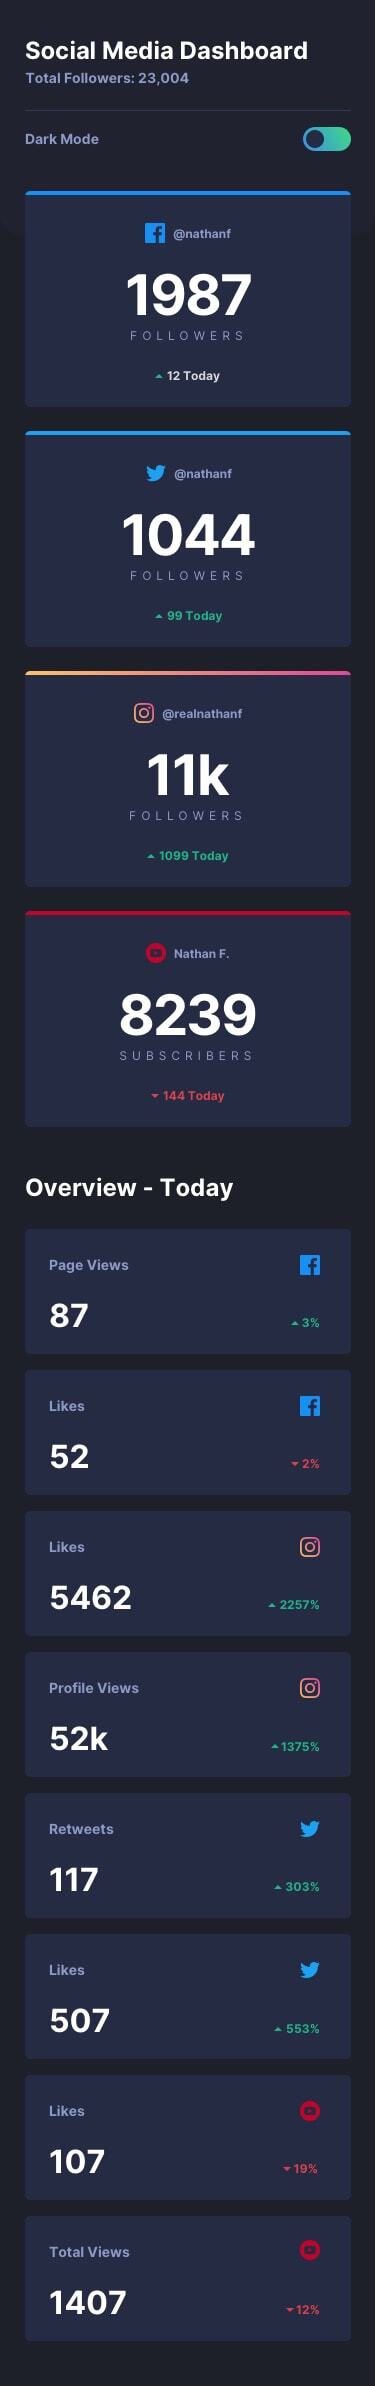 Social Media Dashboard
Total Followers: 23,004
Dark Mode
@nathanf
1987
FOLLOWERS
12 Today
@nathanf
1044
FOLLOWERS
99 Today
@realnathanf
11k
FOLLOWERS
1099 Today
Nathan F.
8239
SUBSCRIBERS
144 Today
Overview - Today
Page Views
87
3%
Likes
52
2%
Likes
5462
2257%
Profile Views
52k
1375%
Retweets
117
303%
Likes
507
553%
Likes
107
19%
Total Views
1407
12%